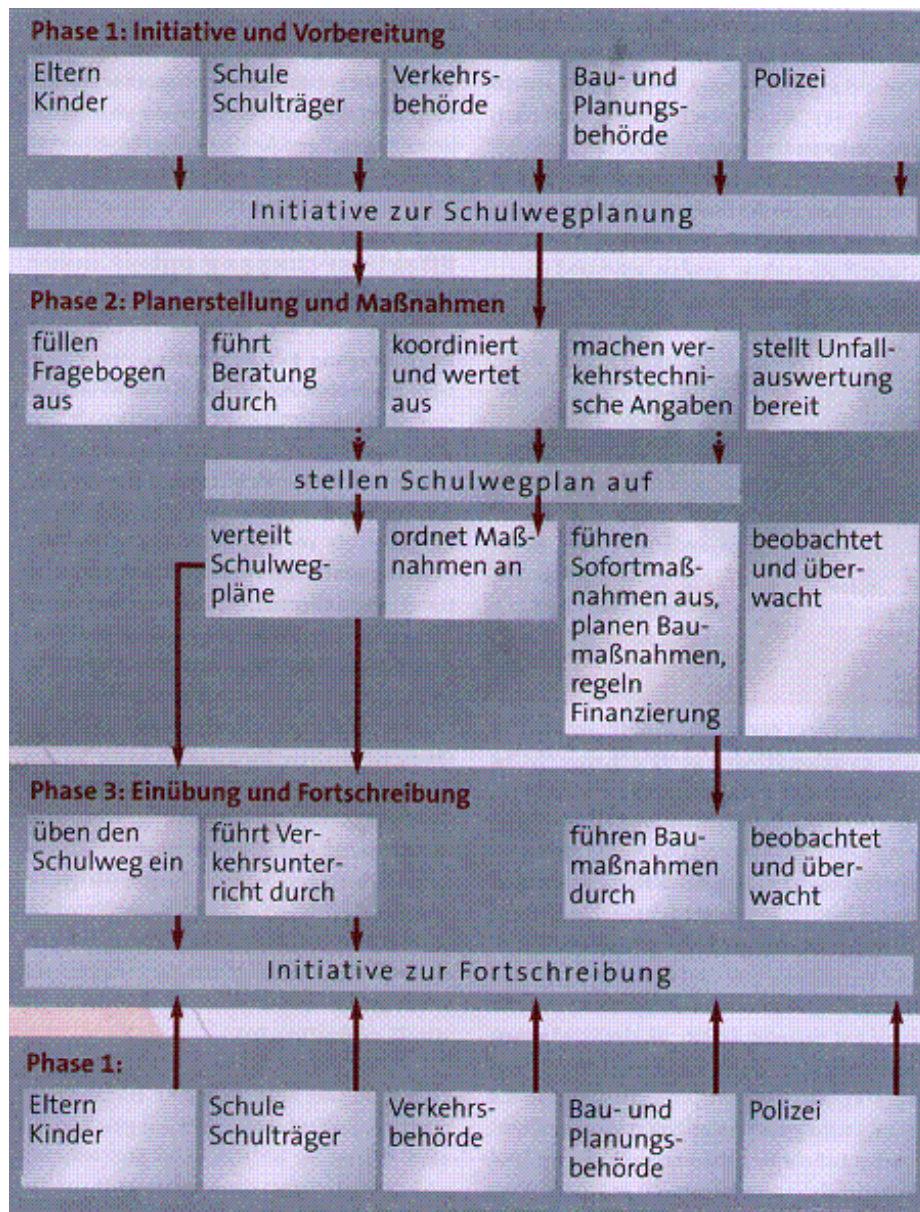 Phase 1: Initiative und Vorbereitung
Eltern
Kinder
Schule
Schulträger
Verkehrs-
behörde
Bau- und
Planungs-
behörde
Polizei
Initiative zur Schulwegplanung
Phase 2: Planerstellung und Maßnahmen
füllen
Fragebogen
aus
führt
Beratung
durch
koordiniert
und wertet
aus
machen ver-
kehrstechni-
sche Angaben
stellt Unfall-
auswertung
bereit
stellen Schulwegplan auf
verteilt
Schulweg-
pläne
ordnet Maß-
nahmen an
führen
Sofortmaß-
nahmen aus,
planen Bau-
maßnahmen,
regeln
Finanzierung
beobachtet
und über-
wacht
Phase 3: Einübung und Fortschreibung
üben den
Schulweg ein
führt Ver-
kehrsunter-
richt durch
führen Bau-
maßnahmen
durch
beobachtet
und über-
wacht
Initiative zur Fortschreibung
Phase 1:
Eltern
Kinder
Schule
Schulträger
Verkehrs-
behörde
Bau- und
Planungs-
behörde
Polizei